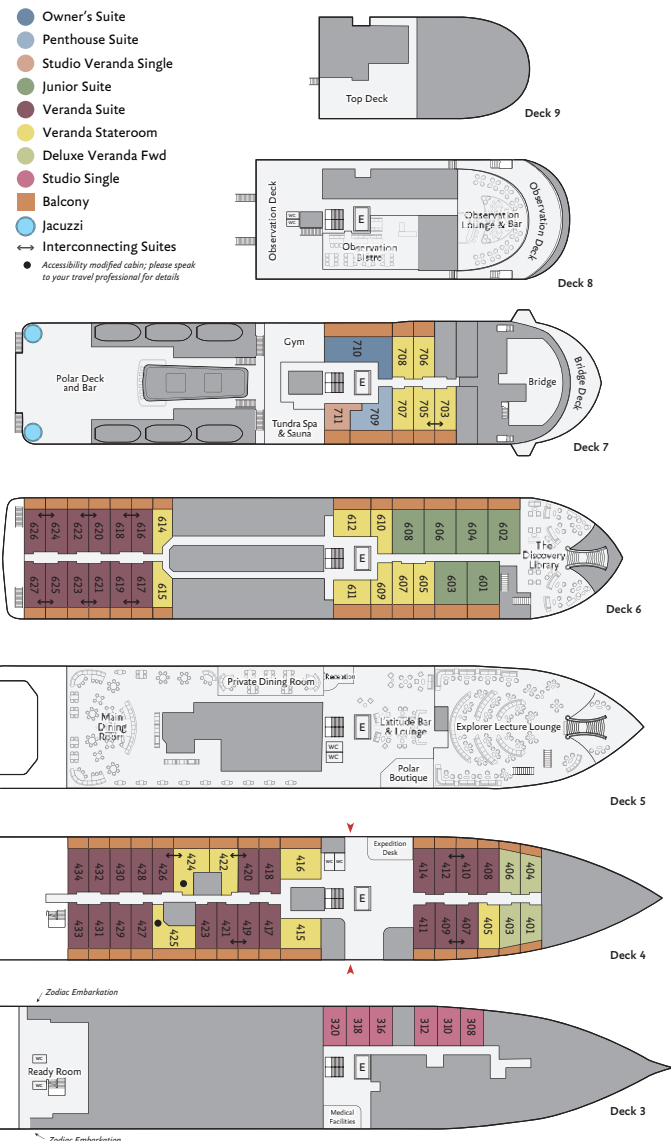 Owner's Suite
Penthouse Suite
Studio Veranda Single
Junior Suite
Veranda Suite
Veranda Stateroom
Deluxe Veranda Fwd
Studio Single
Balcony
Jacuzzi
Interconnecting Suites
Accessibility modified cabin; please speak
to your travel professional for details
Top Deck
Deck 9
Observation Deck
WC
WC
E
Observation
Bistro
Observation
Lounge & Bar
Observation Deck
Deck 8
Polar Deck
and Bar
Gym
Tundra Spa
& Sauna
710
708
706
E
711
709
707
705
703
Bridge
Bridge Deck
Deck 7
626
624
622
620
618
616
614
612
610
608
606
604
602
E
The
Discovery
Library
627
625
623
621
619
617
615
611
609
607
605
603
601
Deck 6
Main
Dining
Room
Private Dining Room
Reception
E
WC
WC
Latitude Bar
& Lounge
Polar
Boutique
Explorer Lecture Lounge
Deck 5
434
432
430
428
426
424
422
420
418
416
WC
WC
Expedition
Desk
414
412
410
408
406
404
E
433
431
429
427
425
423
421
419
417
415
411
409
407
405
403
401
Deck 4
Zodiac Embarkation
320
318
316
312
310
308
WC
Ready Room
WC
E
Medical
Facilities
Deck 3
Zodiac Embarkation